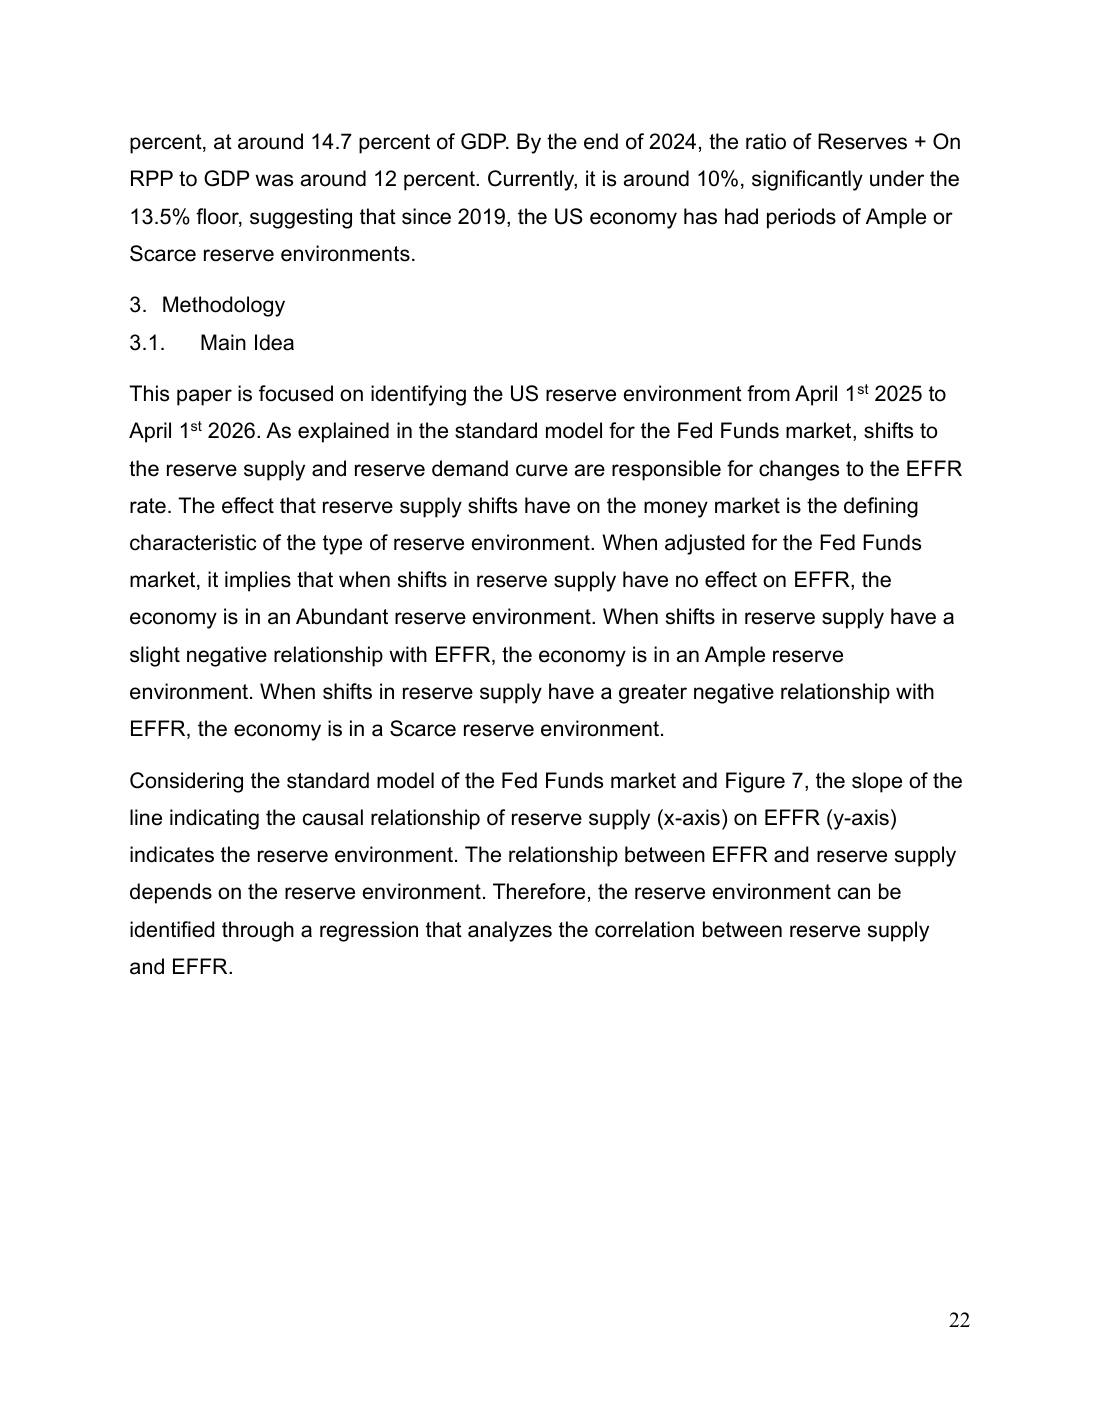 percent, at around 14.7 percent of GDP. By the end of 2024, the ratio of Reserves + On
RPP to GDP was around 12 percent. Currently, it is around 10%, significantly under the
13.5% floor, suggesting that since 2019, the US economy has had periods of Ample or
Scarce reserve environments.
3. Methodology
3.1. Main Idea
This paper is focused on identifying the US reserve environment from April 1st 2025 to
April 1st 2026. As explained in the standard model for the Fed Funds market, shifts to
the reserve supply and reserve demand curve are responsible for changes to the EFFR
rate. The effect that reserve supply shifts have on the money market is the defining
characteristic of the type of reserve environment. When adjusted for the Fed Funds
market, it implies that when shifts in reserve supply have no effect on EFFR, the
economy is in an Abundant reserve environment. When shifts in reserve supply have a
slight negative relationship with EFFR, the economy is in an Ample reserve
environment. When shifts in reserve supply have a greater negative relationship with
EFFR, the economy is in a Scarce reserve environment.
Considering the standard model of the Fed Funds market and Figure 7, the slope of the
line indicating the causal relationship of reserve supply (x-axis) on EFFR (y-axis)
indicates the reserve environment. The relationship between EFFR and reserve supply
depends on the reserve environment. Therefore, the reserve environment can be
identified through a regression that analyzes the correlation between reserve supply
and EFFR.
22